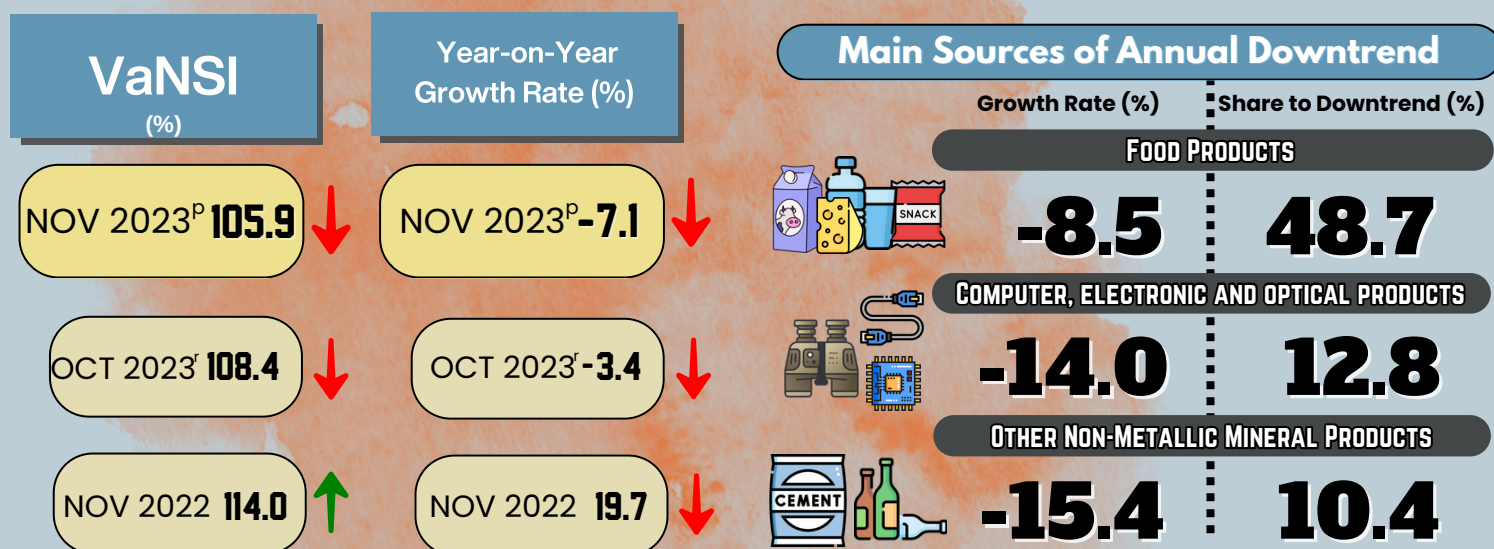 VaNSI
(%)
NOV 2023ᵖ 105.9
OCT 2023ʳ 108.4
NOV 2022 114.0
Year-on-Year
Growth Rate (%)
NOV 2023ᵖ -7.1
OCT 2023ʳ -3.4
NOV 2022 19.7
Main Sources of Annual Downtrend
Growth Rate (%) Share to Downtrend (%)
FOOD PRODUCTS
SNACK
-8.5 48.7
COMPUTER, ELECTRONIC AND OPTICAL PRODUCTS
-14.0 12.8
OTHER NON-METALLIC MINERAL PRODUCTS
CEMENT
-15.4 10.4